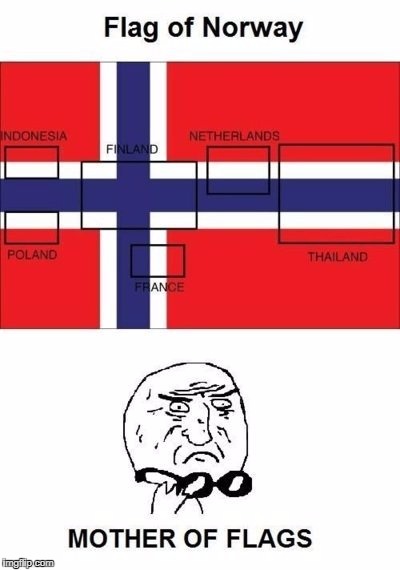 Flag of Norway
INDONESIA
FINLAND
NETHERLANDS
POLAND
FRANCE
THAILAND
MOTHER OF FLAGS
imgflip.com